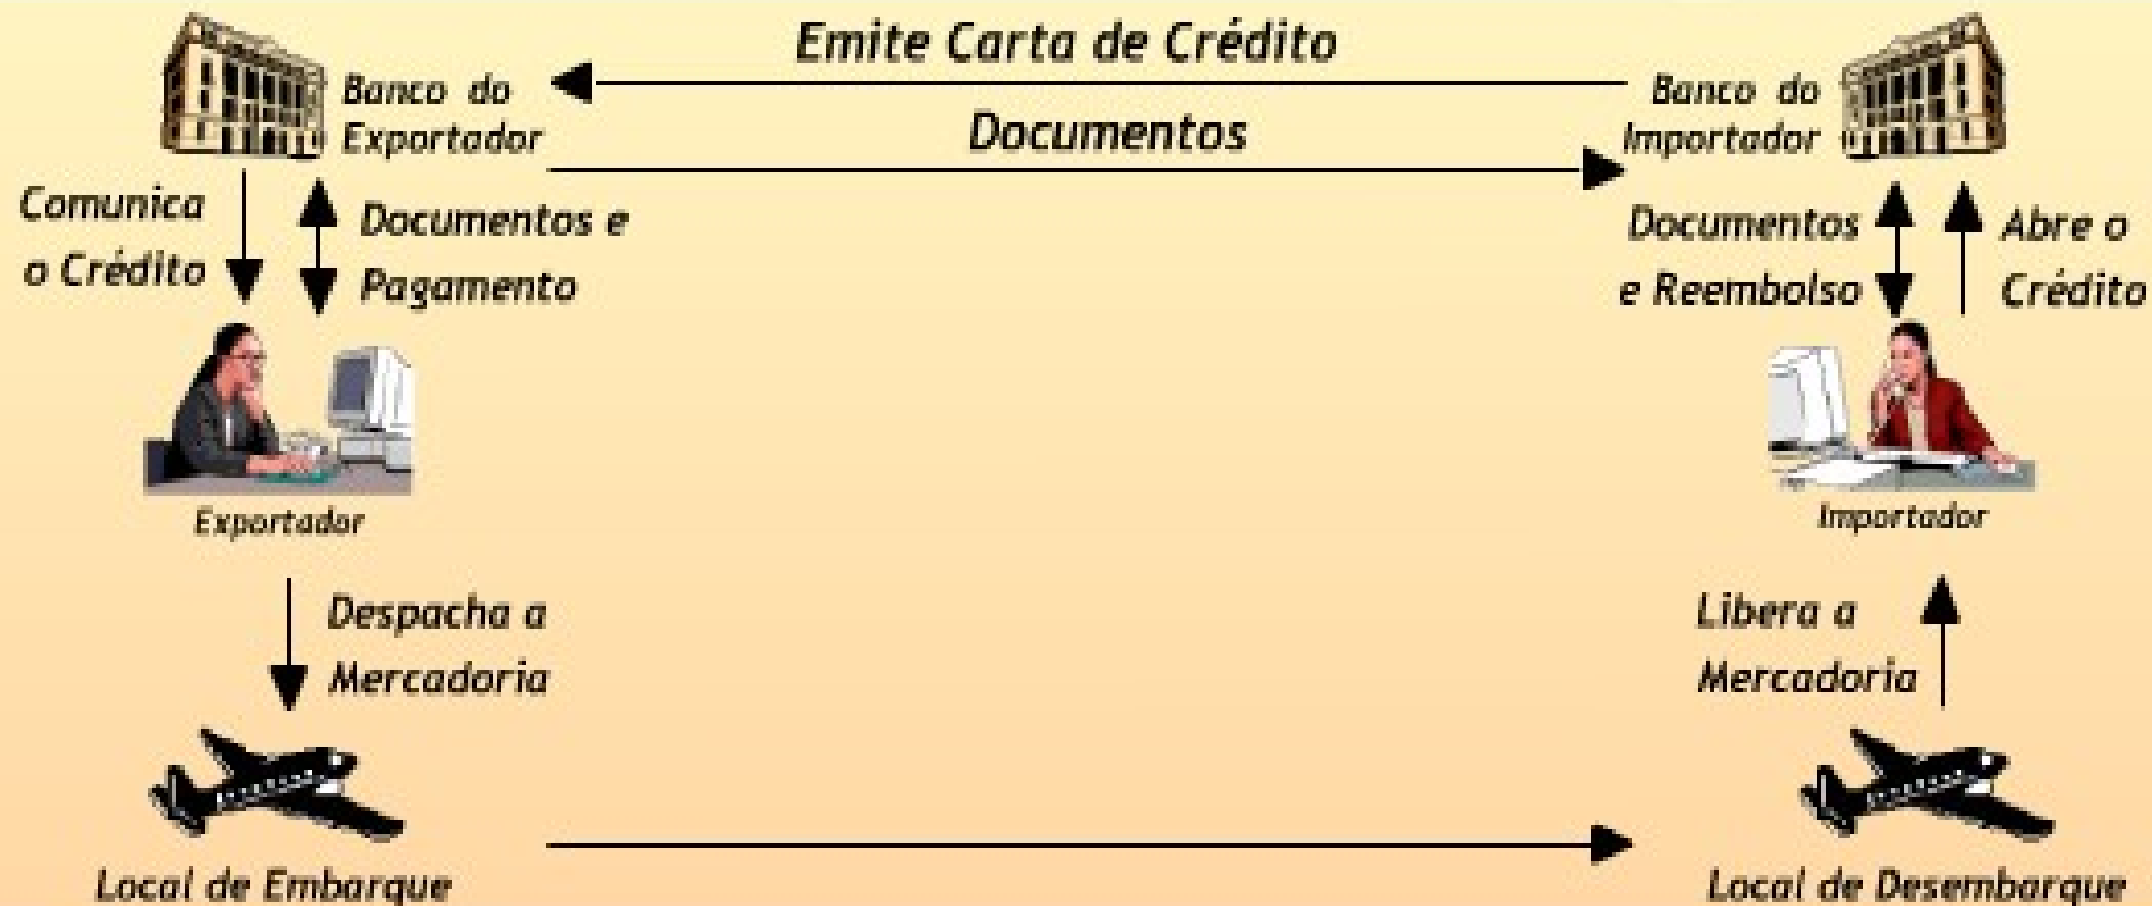 Emite Carta de Crédito
Banco do
Exportador
Banco do
Importador
Documentos
Comunica
o Crédito
Documentos e
Pagamento
Documentos
e Reembolso
Abre o
Crédito
Exportador
Importador
Despacha a
Mercadoria
Libera a
Mercadoria
Local de Embarque
Local de Desembarque